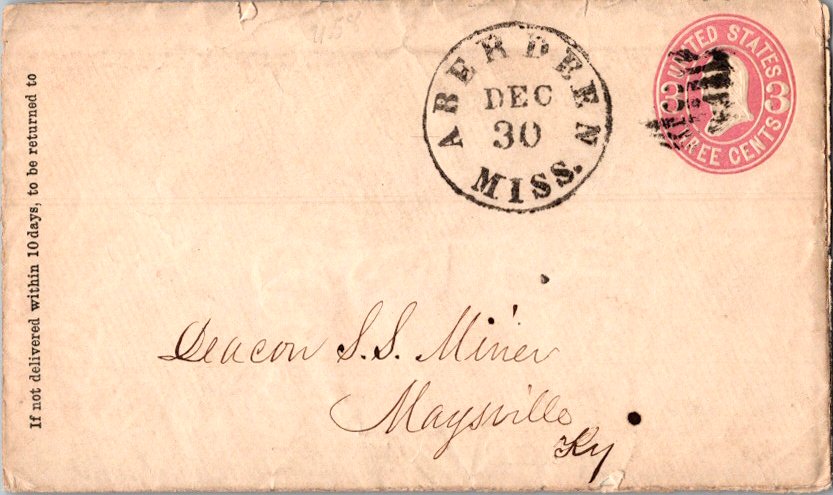 If not delivered within 10 days, to be returned to
ABERDEEN
DEC
30
MISS.
UNITED STATES
3 3
THREE CENTS
Deacon S. S. Miner
Maysville
Ky